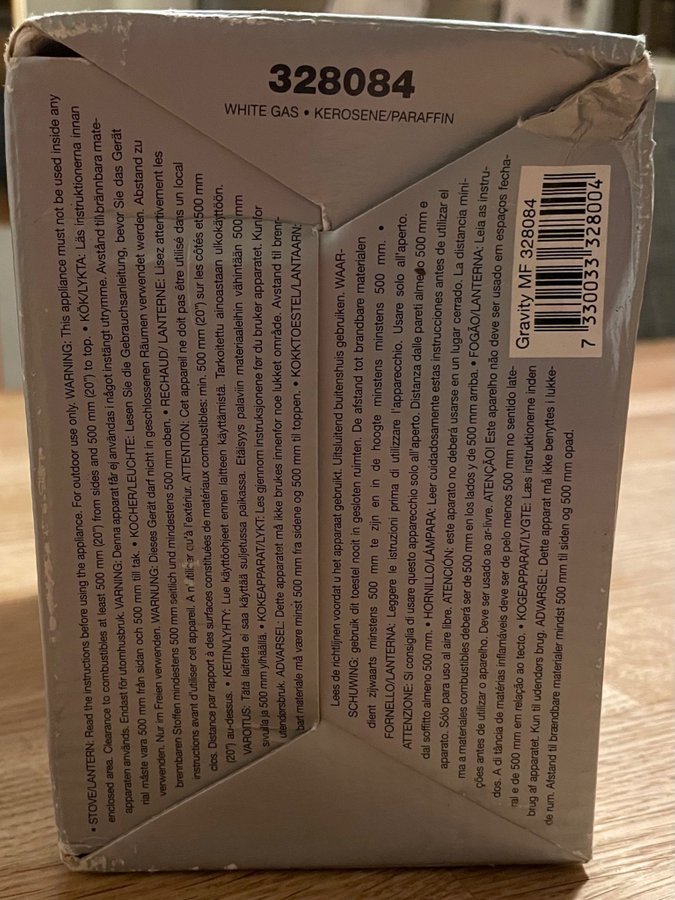 328084
WHITE GAS • KEROSENE/PARAFFIN
• STOVE/LANTERN: Read the instructions before using the appliance. For outdoor use only. WARNING: This appliance must not be used inside any
enclosed area. Clearance to combustibles at least 500 mm (20") from sides and 500 mm (20") to top. • KÖK/LYKTA: Läs instruktionerna innan
apparaten används. Endast för utomhusbruk. WARNING: Denna apparat får ej användas i något instängt utrymme. Avstånd till brännbara mate-
rial måste vara 500 mm från sidan och 500 mm till tak. • KOCHER/LEUCHTE: Lesen Sie die Gebrauchsanleitung, bevor Sie das Gerät
verwenden. Nur im Freien verwenden. WARNUNG: Dieses Gerät darf nicht in geschlossenen Räumen verwendet werden. Abstand zu
brennbaren Stoffen mindestens 500 mm seitlich und mindestens 500 mm oben. • RECHAUD/ LANTERNE: Lisez attertivement les
instructions avant d'utiliser cet appareil. A n'utiliser qu'à l'extériur. ATTENTION: Cet appareil ne doit pas être utilisé dans un local
clos. Distance par rapport à des surfaces constituées de matériaux combustibles: min. 500 mm (20") sur les côtés et500 mm
(20") au-dessus. • KEITIN/LYHTY: Lue käyttöohjeet ennen laitteen käyttämistä. Tarkoitettu ainoastaan ulkokäyttöön.
VAROITUS: Tätä laitetta ei saa käyttää suljetussa paikassa. Etäisyys palaviin materiaaleihin vähintään 500 mm
sivuilla ja 500 mm ylhäällä. • KOKEAPPARAT/LYKT: Les gjennom instruksjonene før du bruker apparatet. Kun for
utendørsbruk. ADVARSEL: Dette apparatet må ikke brukes innenfor noe lukket område. Avstand til brenn-
bart materiale må være minst 500 mm fra sidene og 500 mm til toppen. • KOKKTOESTEL/LANTAARN:
Lees de richtlijnen voordat u het apparaat gebruikt. Uitsluitend buitenshuis gebruiken. WAAR-
SCHUWING: gebruik dit toestel nooit in gesloten ruimten. De afstand tot brandbare materialen
dient zijwaarts minstens 500 mm te zijn en in de hoogte minstens minstens 500 mm. •
FORNELLO/LANTERNA: Leggere le istruzioni prima di utilizzare l'apparecchio. Usare solo all'aperto.
ATTENZIONE: Si consiglia di usare questo apparecchio solo all'aperto. Distanza dalle pareti almeno 500 mm e
dal soffitto almeno 500 mm. • HORNILLO/LÁMPARA: Leer cuidadosamente estas instrucciones antes de utilizar el
aparato. Sólo para uso al aire libre. ATENCIÓN: este aparato no deberá usarse en un lugar cerrado. La distancia míni-
ma a materiales combustibles deberá ser de 500 mm en los lados y de 500 mm arriba. • FOGÃO/LANTERNA: Leia as instru-
ções antes de utilizar o aparelho. Deve ser usado ao ar-livre. ATENÇÃO! Este aparelho não deve ser usado em espaços fecha-
dos. A di tância de matérias inflamáveis deve ser de pelo menos 500 mm no sentido late-
ral e de 500 mm em relação ao tecto. • KOGEAPPARAT/LYGTE: Læs instruktionerne inden
brug af apparatet. Kun til udendørs brug. ADVARSEL: Dette apparat må ikke benyttes i lukke-
de rum. Afstand til brændbare materialer mindst 500 mm til siden og 500 mm opad.
Gravity MF 328084
7 330033 328004